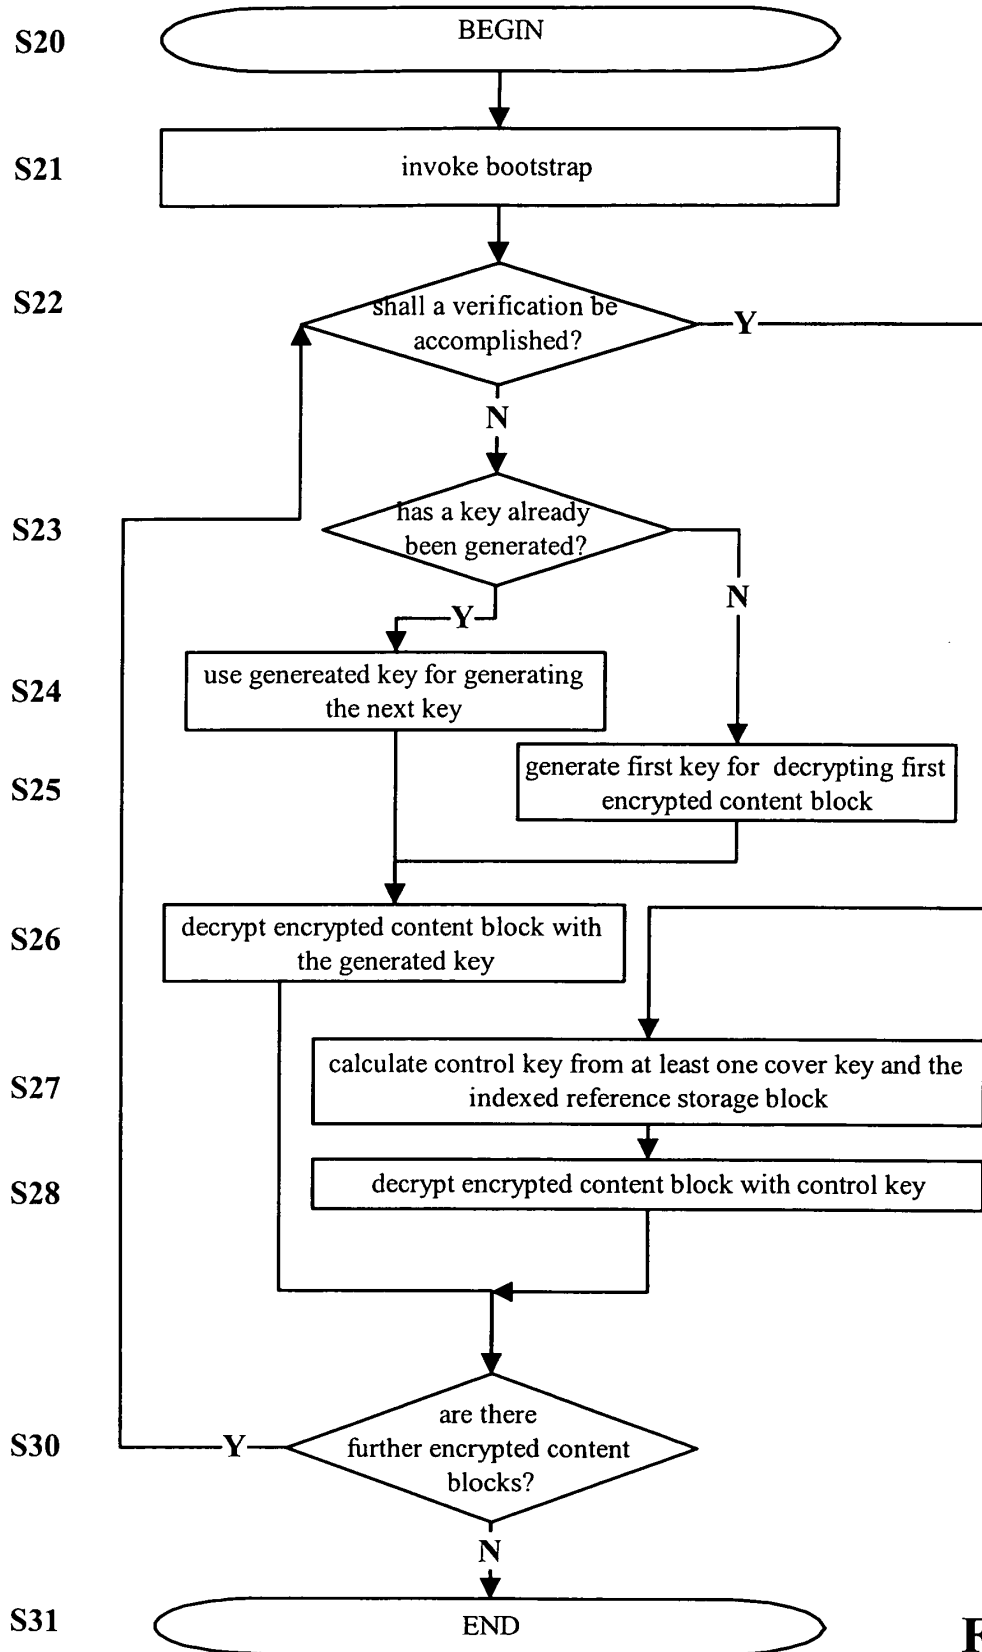 S20
BEGIN
S21
invoke bootstrap
S22
shall a verification be
accomplished?
Y
N
S23
has a key already
been generated?
N
Y
S24
use genereated key for generating
the next key
S25
generate first key for decrypting first
encrypted content block
S26
decrypt encrypted content block with
the generated key
S27
calculate control key from at least one cover key and the
indexed reference storage block
S28
decrypt encrypted content block with control key
S30
are there
further encrypted content
blocks?
Y
N
S31
END
F